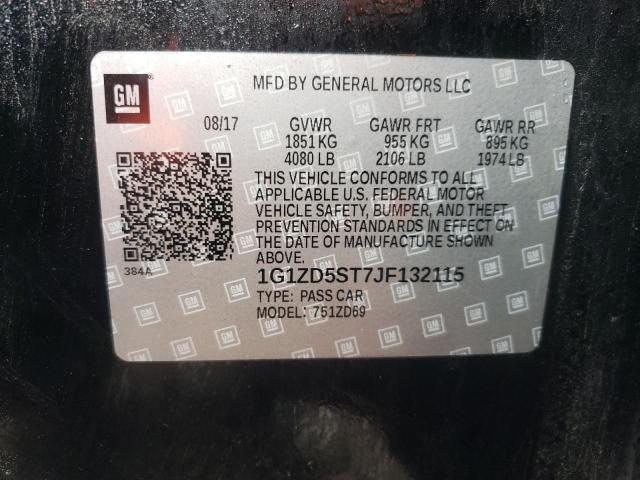 GM
MFD BY GENERAL MOTORS LLC
08/17 GVWR GAWR FRT GAWR RR
1851 KG 955 KG 895 KG
4080 LB 2106 LB 1974 LB
THIS VEHICLE CONFORMS TO ALL
APPLICABLE U.S. FEDERAL MOTOR
VEHICLE SAFETY, BUMPER, AND THEFT
PREVENTION STANDARDS IN EFFECT ON
THE DATE OF MANUFACTURE SHOWN
ABOVE.
384A
1G1ZD5ST7JF132115
TYPE: PASS CAR
MODEL: 751ZD69